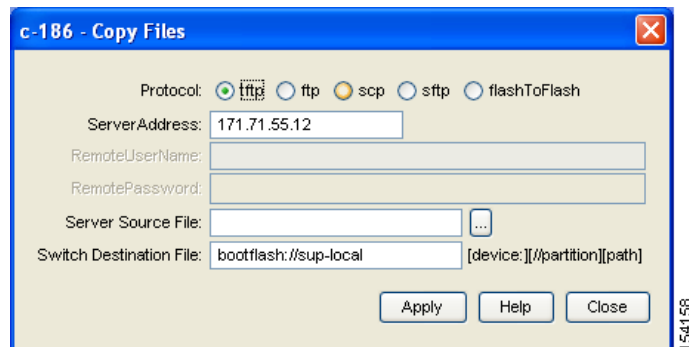 c-186 - Copy Files
Protocol: tftp ftp scp sftp flashToFlash
ServerAddress: 171.71.55.12
RemoteUserName:
RemotePassword:
Server Source File: ...
Switch Destination File: bootflash://sup-local [device:][//partition][path]
Apply Help Close
154158